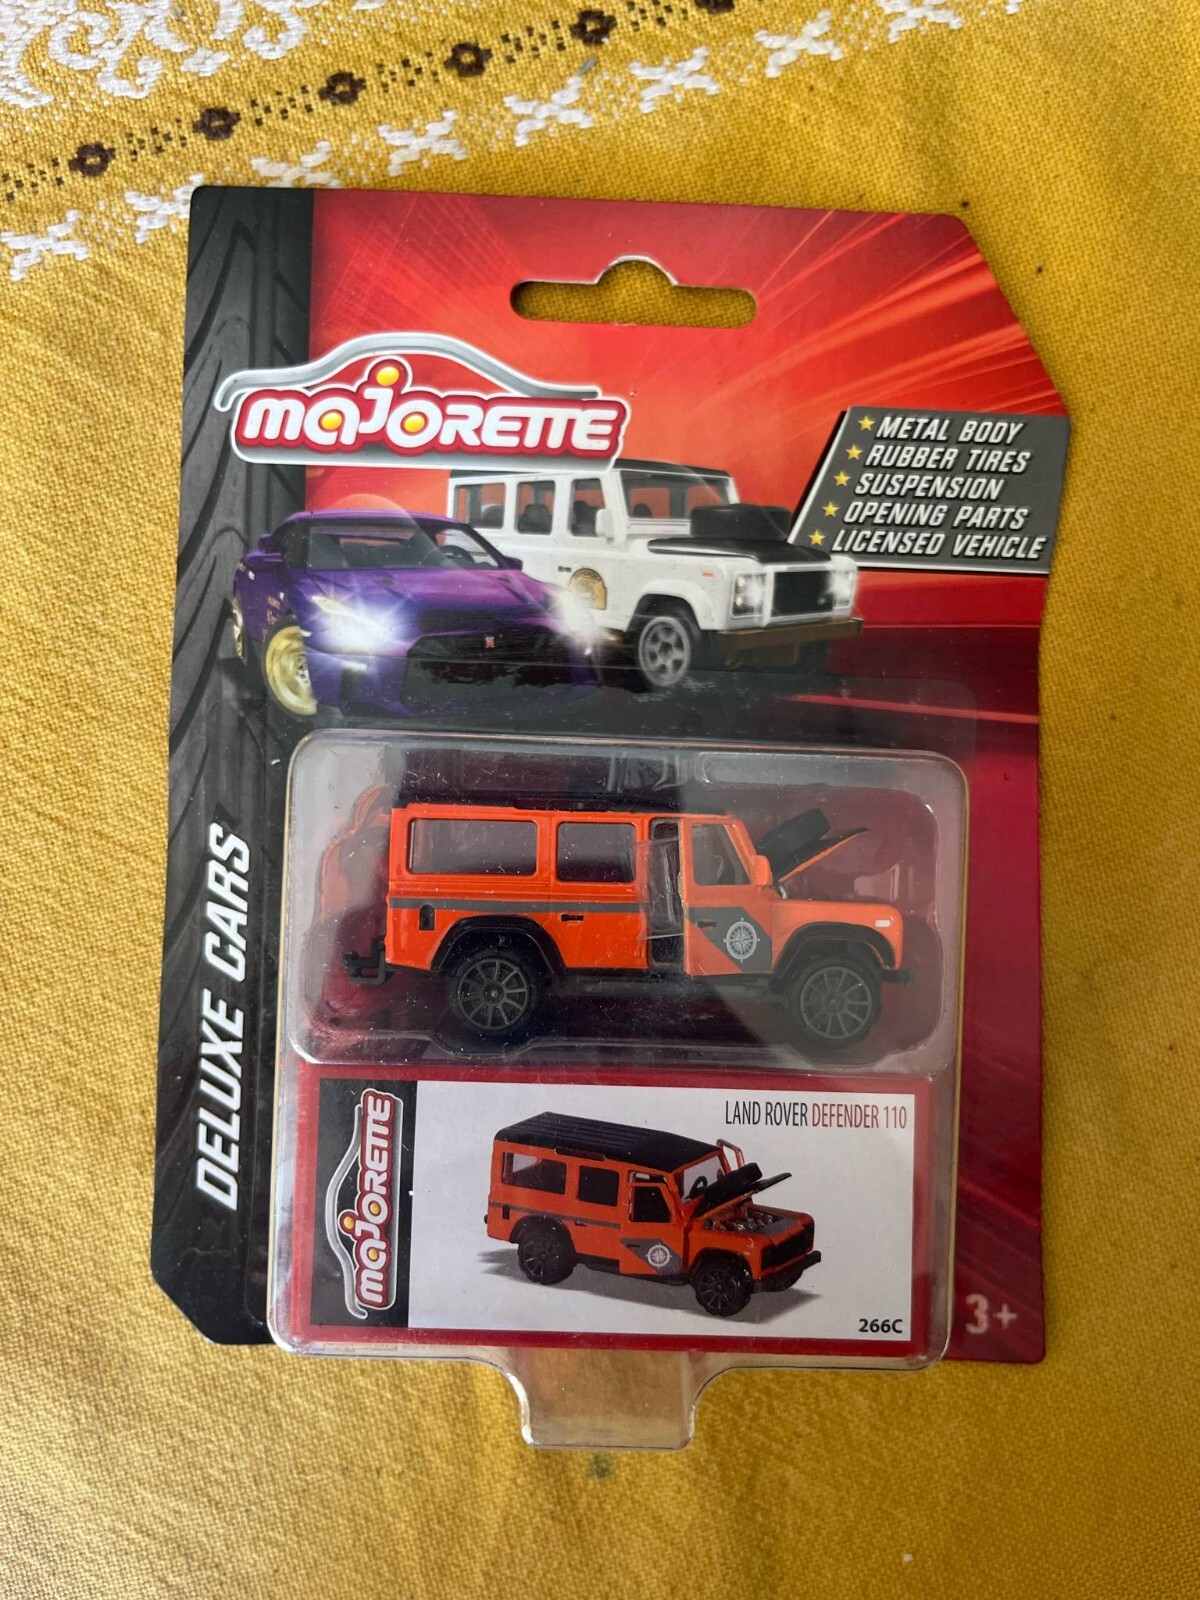 majorette
METAL BODY
RUBBER TIRES
SUSPENSION
OPENING PARTS
LICENSED VEHICLE
DELUXE CARS
majorette
LAND ROVER DEFENDER 110
266C
3+